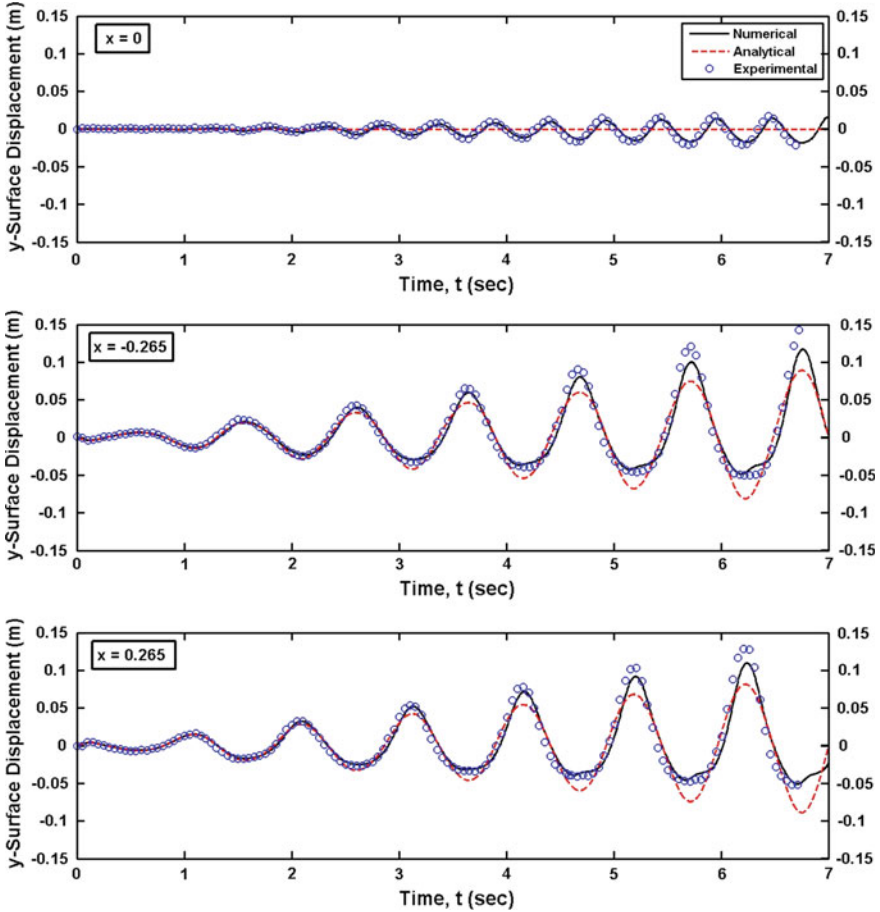 y-Surface Displacement (m)
0.15 0.15
x = 0
Numerical
Analytical
Experimental
0.1 0.1
0.05 0.05
0 0
-0.05 -0.05
-0.1 -0.1
-0.15 -0.15
0 1 2 3 4 5 6 7
Time, t (sec)
y-Surface Displacement (m)
0.15 0.15
x = -0.265
0.1 0.1
0.05 0.05
0 0
-0.05 -0.05
-0.1 -0.1
-0.15 -0.15
0 1 2 3 4 5 6 7
Time, t (sec)
y-Surface Displacement (m)
0.15 0.15
x = 0.265
0.1 0.1
0.05 0.05
0 0
-0.05 -0.05
-0.1 -0.1
-0.15 -0.15
0 1 2 3 4 5 6 7
Time, t (sec)